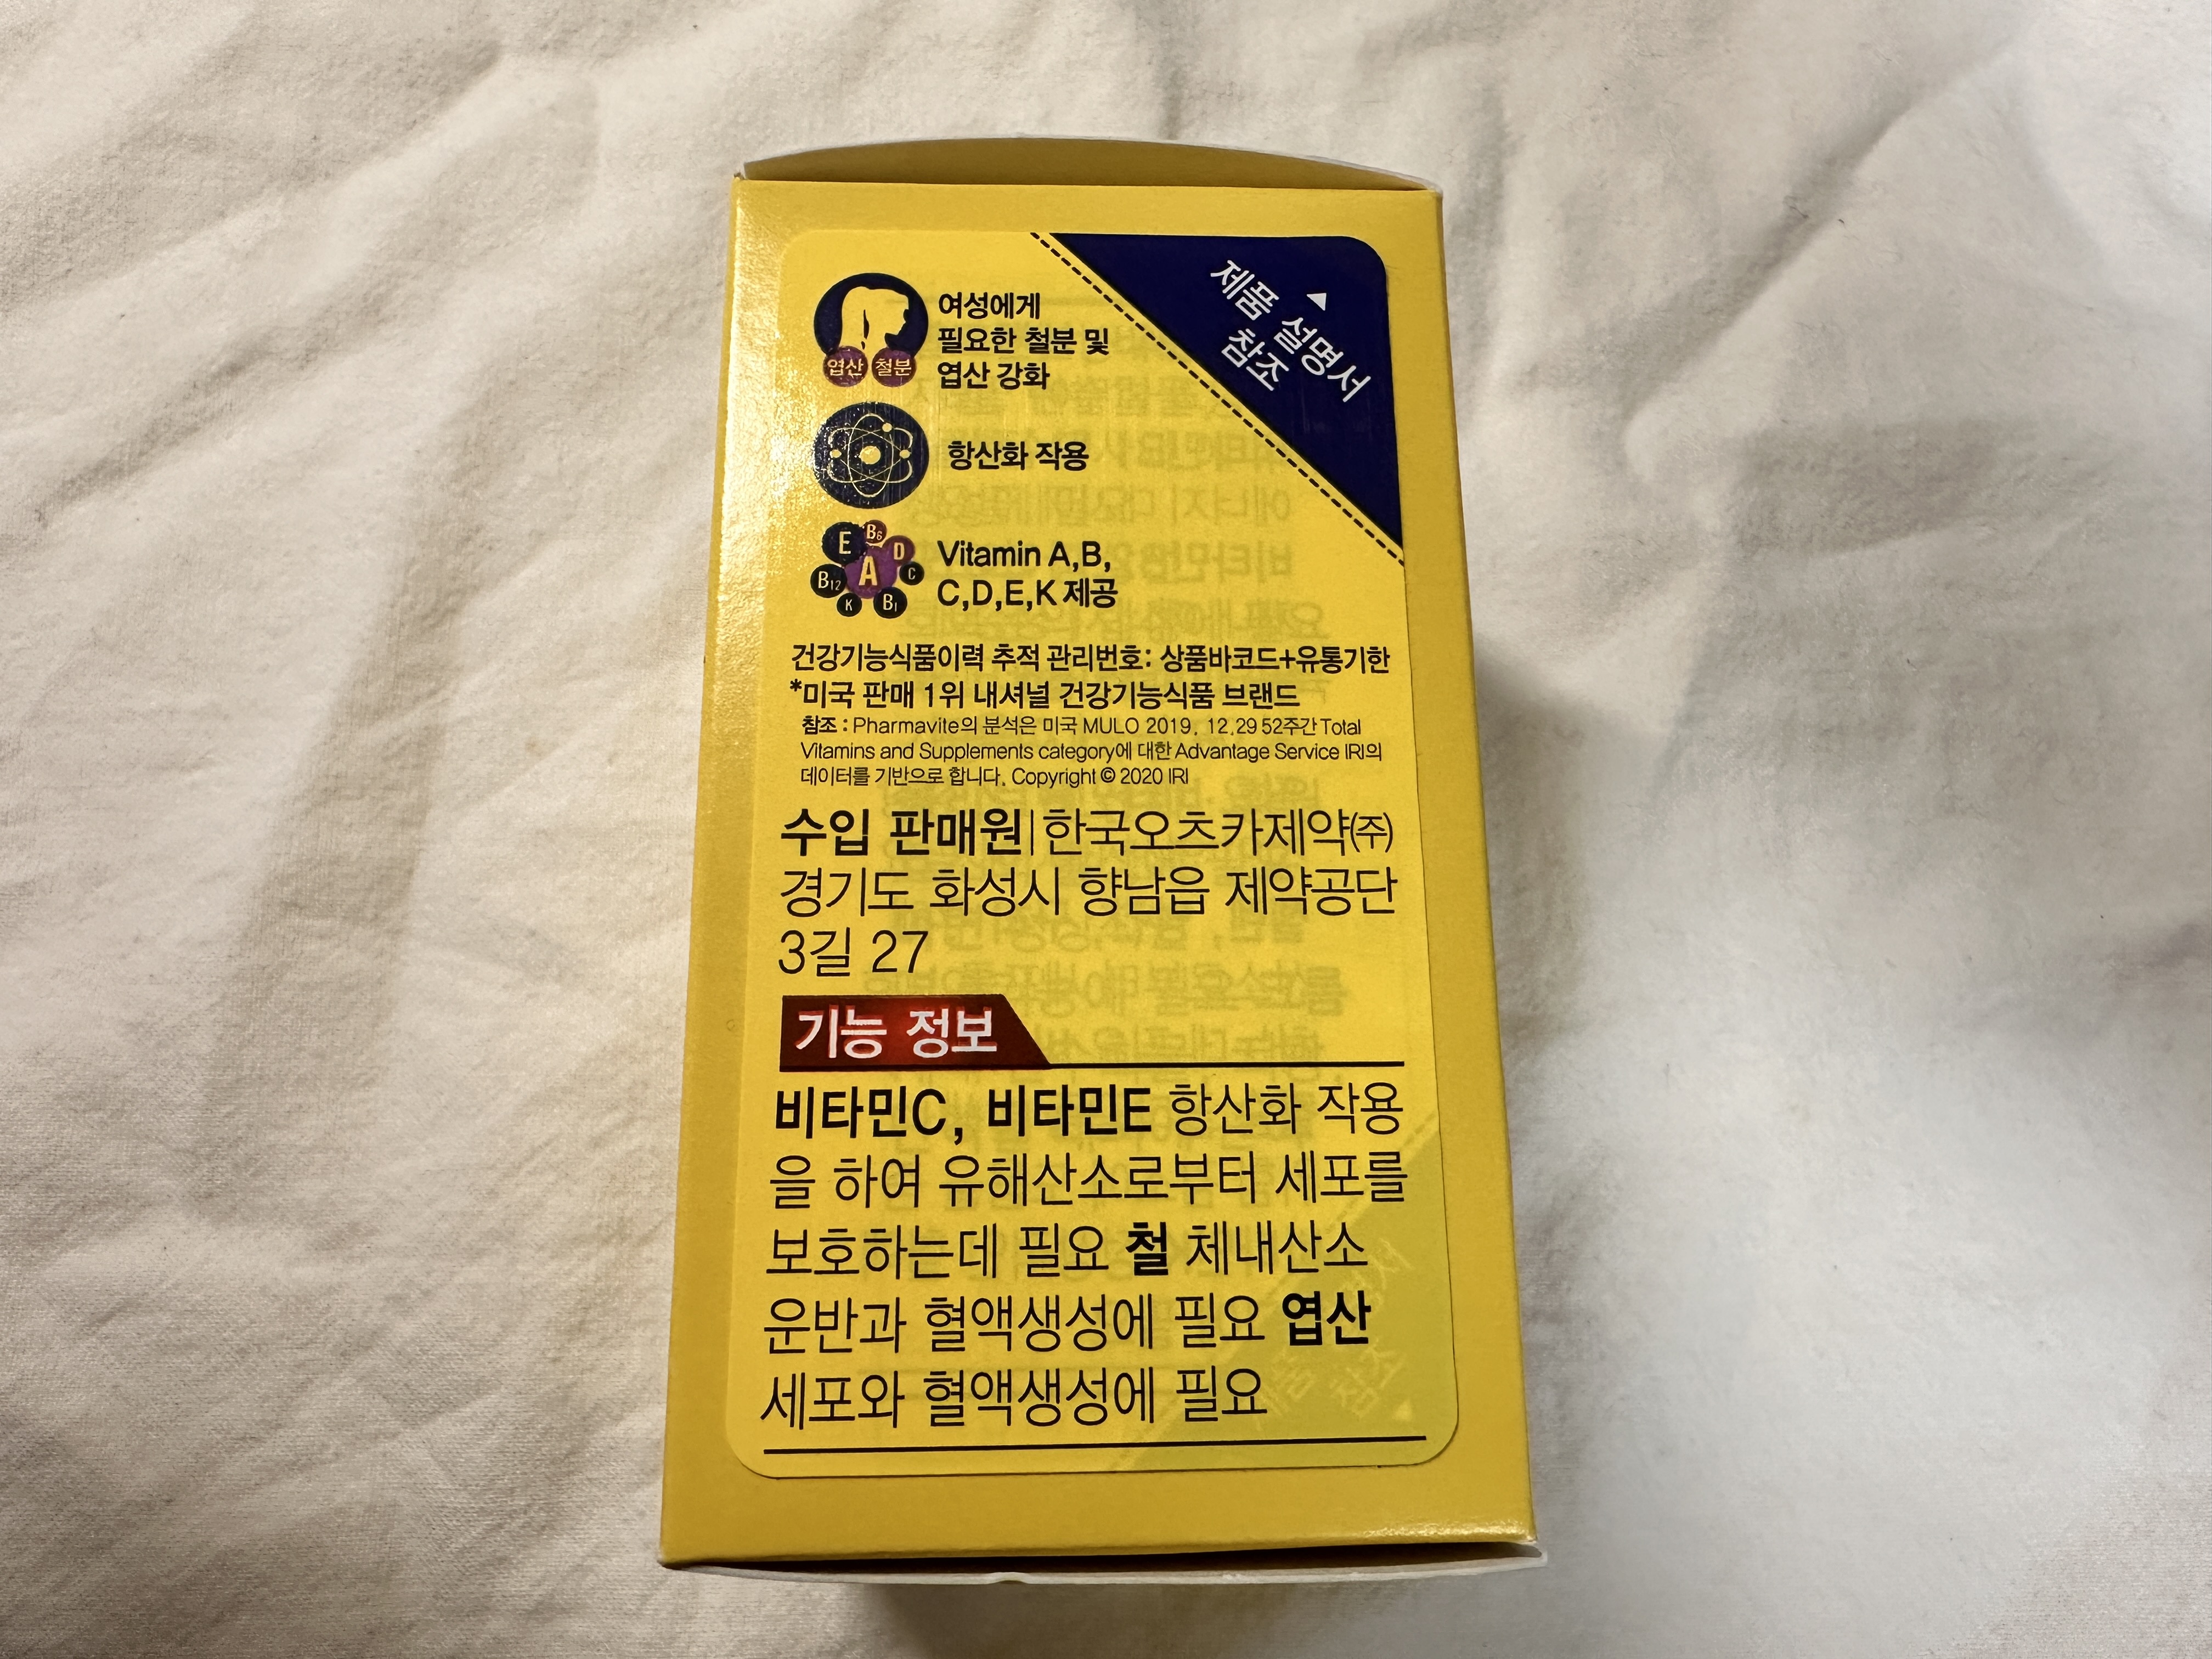 제품 설명서
참조
여성에게
필요한 철분 및
엽산 강화
엽산 철분
항산화 작용
E B6 D A C B12 K B1
Vitamin A,B,
C,D,E,K 제공
건강기능식품이력 추적 관리번호: 상품바코드+유통기한
*미국 판매 1위 내셔널 건강기능식품 브랜드
참조 : Pharmavite의 분석은 미국 MULO 2019. 12.29 52주간 Total
Vitamins and Supplements category에 대한 Advantage Service IRI의
데이터를 기반으로 합니다. Copyright © 2020 IRI
수입 판매원|한국오츠카제약㈜
경기도 화성시 향남읍 제약공단
3길 27
기능 정보
비타민C, 비타민E 항산화 작용
을 하여 유해산소로부터 세포를
보호하는데 필요 철 체내산소
운반과 혈액생성에 필요 엽산
세포와 혈액생성에 필요